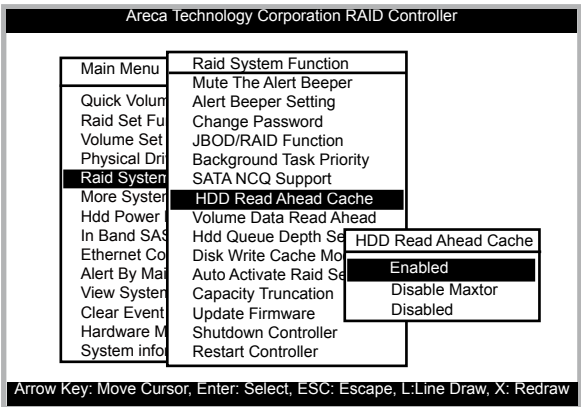 Areca Technology Corporation RAID Controller
Main Menu
Quick Volum
Raid Set Fu
Volume Set
Physical Dri
Raid System
More System
Hdd Power
In Band SAS
Ethernet Co
Alert By Mai
View System
Clear Event
Hardware M
System infor
Raid System Function
Mute The Alert Beeper
Alert Beeper Setting
Change Password
JBOD/RAID Function
Background Task Priority
SATA NCQ Support
HDD Read Ahead Cache
Volume Data Read Ahead
Hdd Queue Depth Se
Disk Write Cache Mo
Auto Activate Raid Se
Capacity Truncation
Update Firmware
Shutdown Controller
Restart Controller
HDD Read Ahead Cache
Enabled
Disable Maxtor
Disabled
Arrow Key: Move Cursor, Enter: Select, ESC: Escape, L:Line Draw, X: Redraw